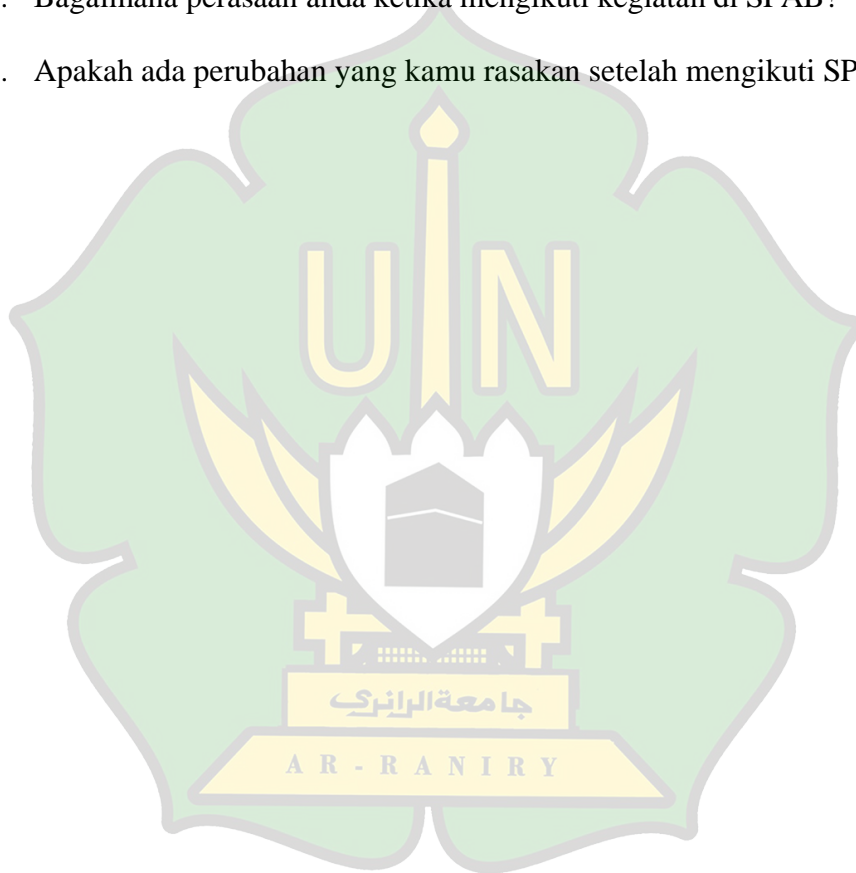 . Bagaimana perasaan anda ketika mengikuti kegiatan di SPAB?
. Apakah ada perubahan yang kamu rasakan setelah mengikuti SP
UIN
جامعةالرانري
AR-RANIRY